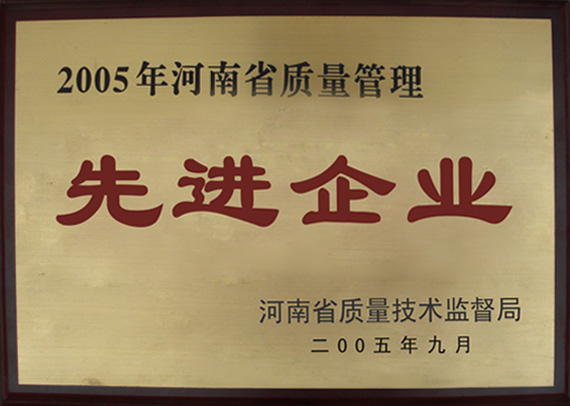 2005年河南省质量管理
先进企业
河南省质量技术监督局
二00五年九月